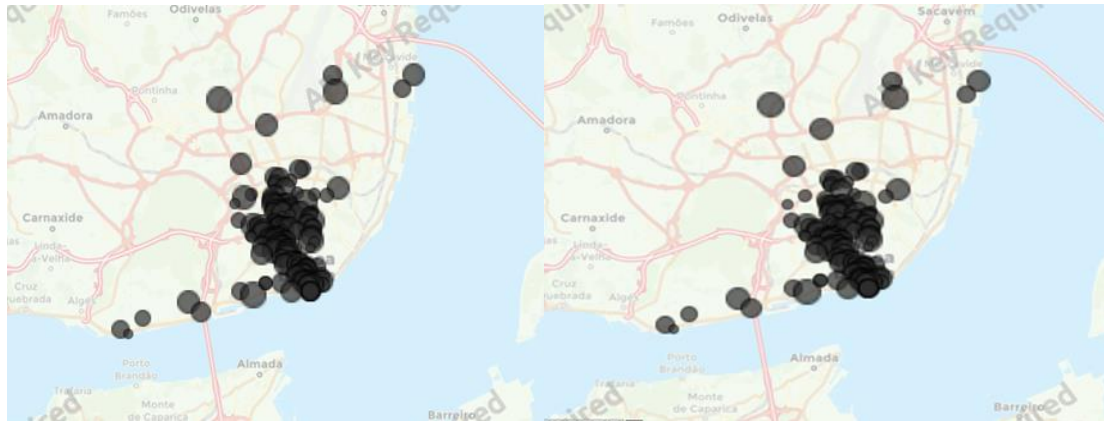 Odivelas
Famões
API Key Required
Pontinha
Amadora
Carnaxide
Linda-
-a-Velha
Cruz
Quebrada
Algés
Porto
Brandão
Almada
Trafaria
Monte
de Caparica
Barreiro
Odivelas
Sacavém
Famões
Key Required
Pontinha
Amadora
Carnaxide
Linda-
-a-Velha
Cruz
Quebrada
Algés
Porto
Brandão
Almada
Trafaria
Monte
de Caparica
Barreiro